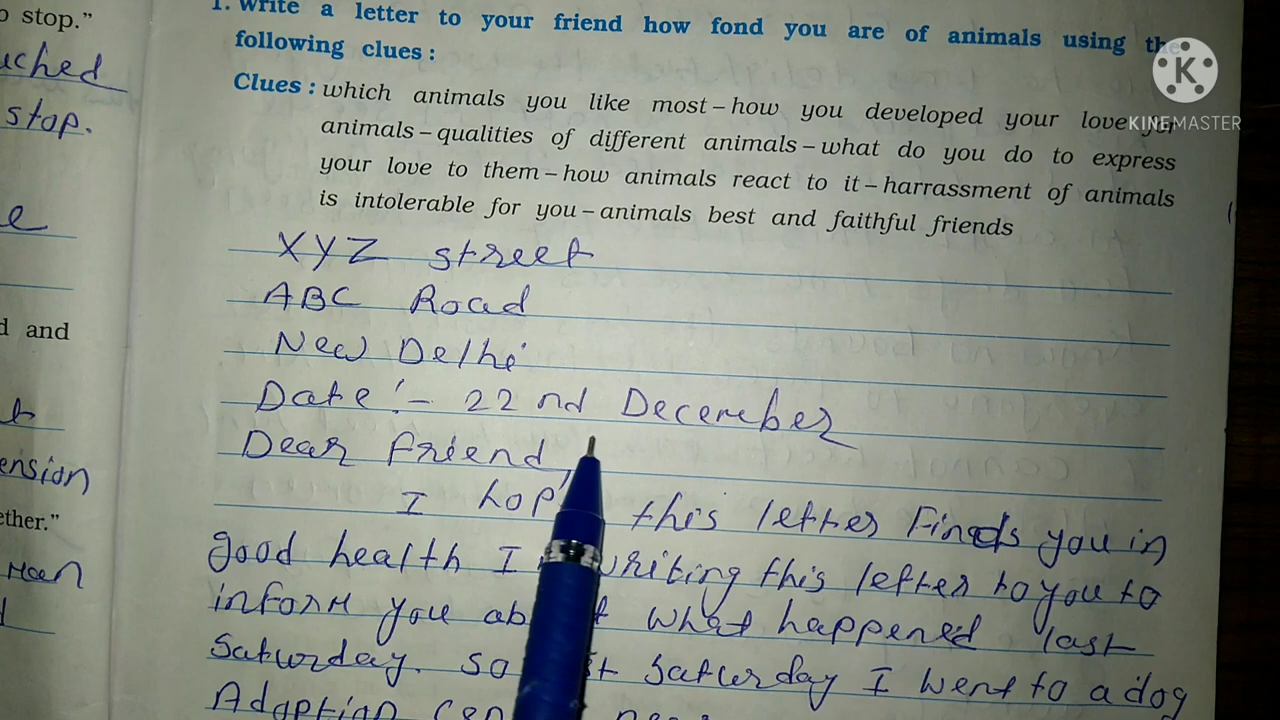 o stop."
uched
stop.
e
d and
t
ension
ether."
1. Write a letter to your friend how fond you are of animals using the
following clues :
Clues : which animals you like most – how you developed your love for
animals – qualities of different animals – what do you do to express
your love to them – how animals react to it – harrassment of animals
is intolerable for you – animals best and faithful friends
XYZ street
ABC Road
New Delhi
Date :- 22nd December
Dear Friend,
I hop this letter Finds you in
good health I writing this letter to you to
inform you ab what happened last
Saturday. so Saturday I went to a dog
Adoption cen
K
KINEMASTER